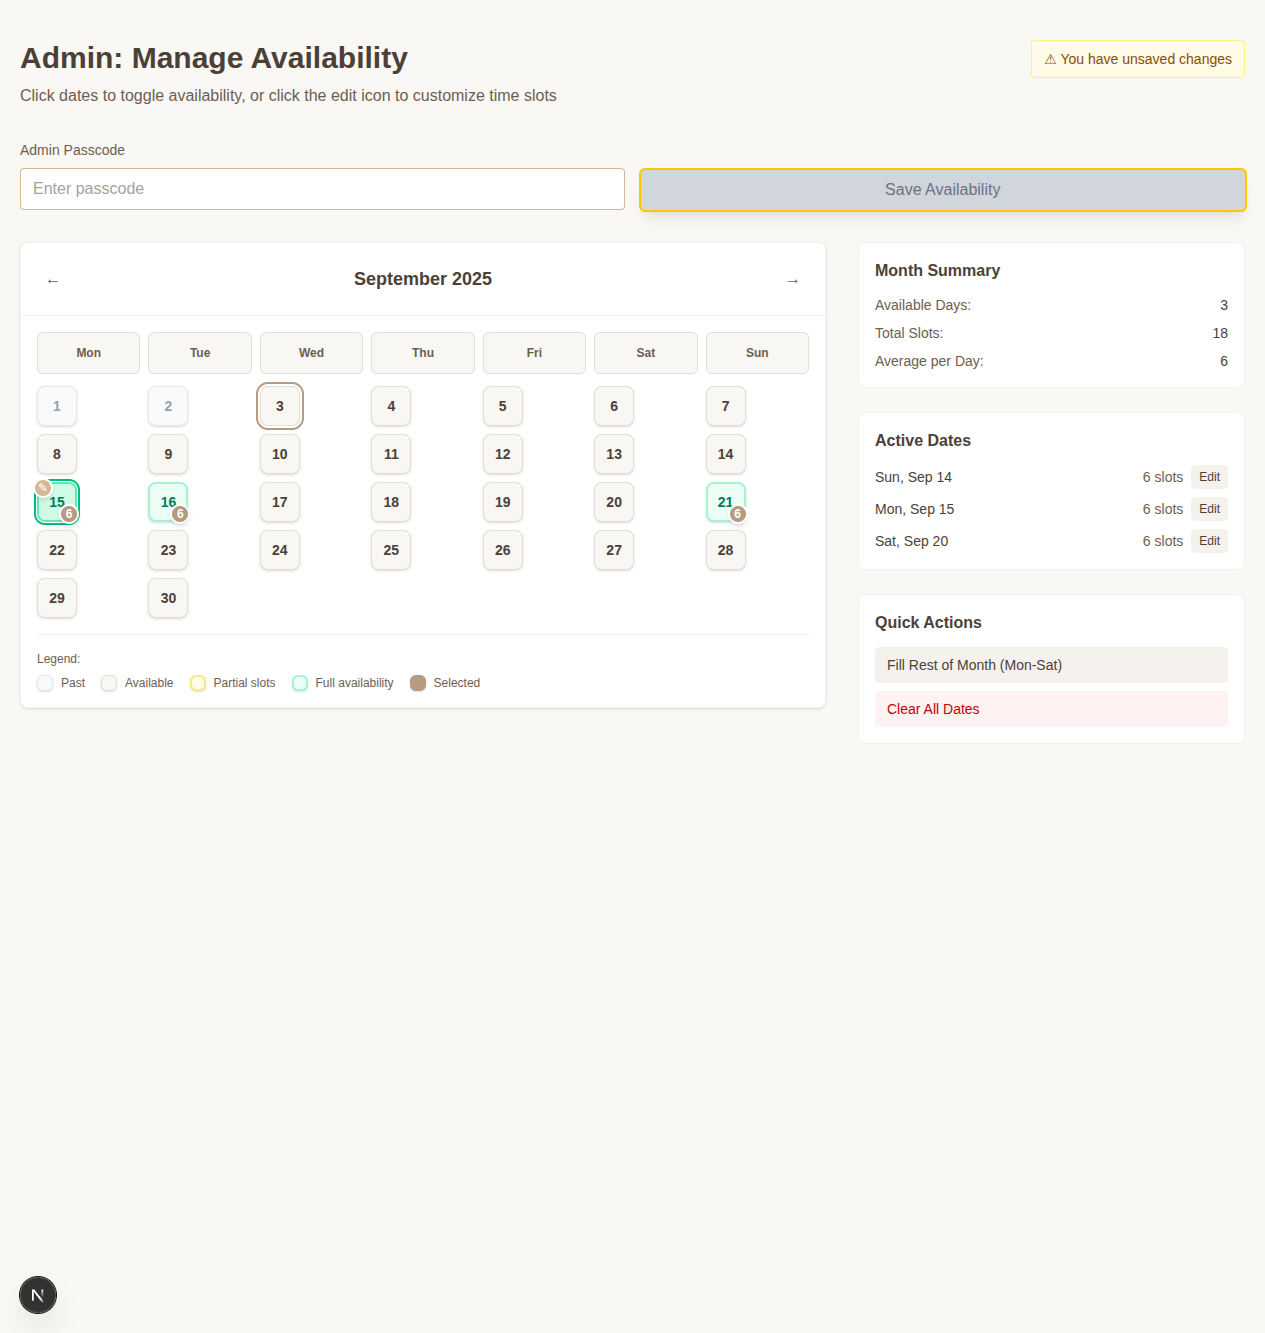 Admin: Manage Availability
⚠ You have unsaved changes
Click dates to toggle availability, or click the edit icon to customize time slots
Admin Passcode
Enter passcode
Save Availability
← September 2025 →
Mon Tue Wed Thu Fri Sat Sun
1 2 3 4 5 6 7
8 9 10 11 12 13 14
✎ 15 6 16 6 17 18 19 20 21 6
22 23 24 25 26 27 28
29 30
Legend:
Past Available Partial slots Full availability Selected
Month Summary
Available Days: 3
Total Slots: 18
Average per Day: 6
Active Dates
Sun, Sep 14 6 slots Edit
Mon, Sep 15 6 slots Edit
Sat, Sep 20 6 slots Edit
Quick Actions
Fill Rest of Month (Mon-Sat)
Clear All Dates
N